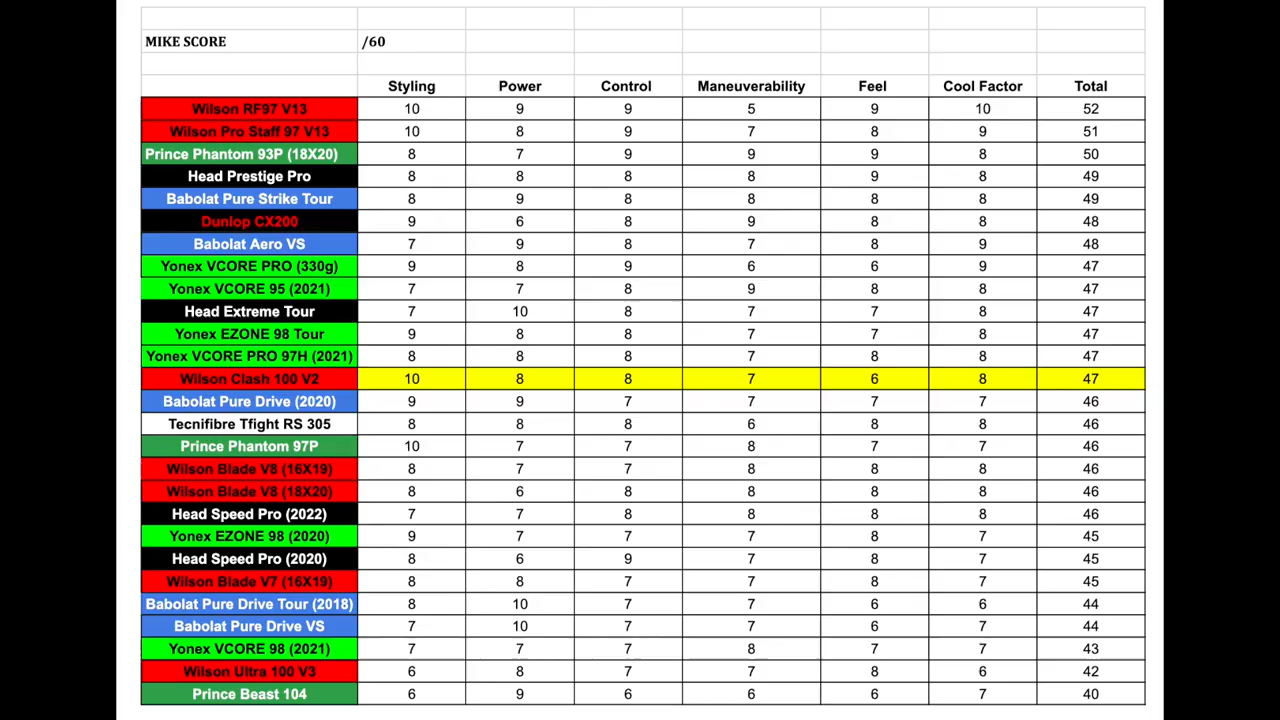 MIKE SCORE /60
Styling Power Control Maneuverability Feel Cool Factor Total
Wilson RF97 V13 10 9 9 5 9 10 52
Wilson Pro Staff 97 V13 10 8 9 7 8 9 51
Prince Phantom 93P (18X20) 8 7 9 9 9 8 50
Head Prestige Pro 8 8 8 8 9 8 49
Babolat Pure Strike Tour 8 9 8 8 8 8 49
Dunlop CX200 9 6 8 9 8 8 48
Babolat Aero VS 7 9 8 7 8 9 48
Yonex VCORE PRO (330g) 9 8 9 6 6 9 47
Yonex VCORE 95 (2021) 7 7 8 9 8 8 47
Head Extreme Tour 7 10 8 7 7 8 47
Yonex EZONE 98 Tour 9 8 8 7 7 8 47
Yonex VCORE PRO 97H (2021) 8 8 8 7 8 8 47
Wilson Clash 100 V2 10 8 8 7 6 8 47
Babolat Pure Drive (2020) 9 9 7 7 7 7 46
Tecnifibre Tfight RS 305 8 8 8 6 8 8 46
Prince Phantom 97P 10 7 7 8 7 7 46
Wilson Blade V8 (16X19) 8 7 7 8 8 8 46
Wilson Blade V8 (18X20) 8 6 8 8 8 8 46
Head Speed Pro (2022) 7 7 8 8 8 8 46
Yonex EZONE 98 (2020) 9 7 7 7 8 7 45
Head Speed Pro (2020) 8 6 9 7 8 7 45
Wilson Blade V7 (16X19) 8 8 7 7 8 7 45
Babolat Pure Drive Tour (2018) 8 10 7 7 6 6 44
Babolat Pure Drive VS 7 10 7 7 6 7 44
Yonex VCORE 98 (2021) 7 7 7 8 7 7 43
Wilson Ultra 100 V3 6 8 7 7 8 6 42
Prince Beast 104 6 9 6 6 6 7 40